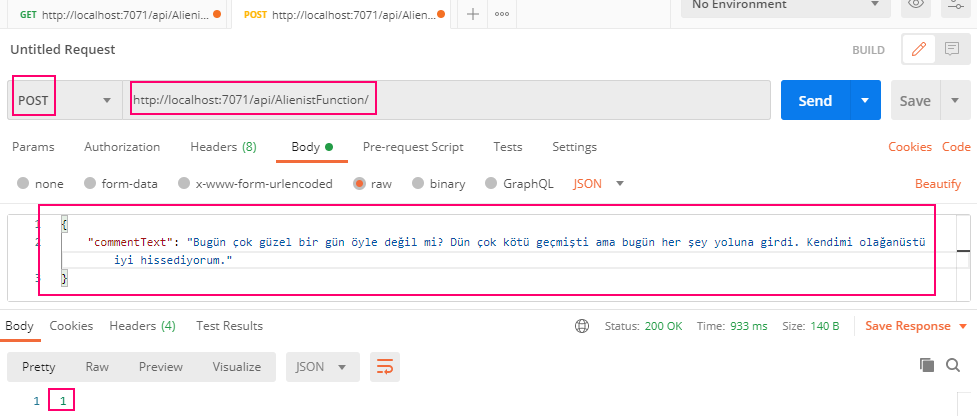 GET http://localhost:7071/api/Alieni... POST http://localhost:7071/api/Alien... No Environment
Untitled Request BUILD
POST http://localhost:7071/api/AlienistFunction/ Send Save
Params Authorization Headers (8) Body Pre-request Script Tests Settings Cookies Code
none form-data x-www-form-urlencoded raw binary GraphQL JSON Beautify
1 {
2 "commentText": "Bugün çok güzel bir gün öyle değil mi? Dün çok kötü geçmişti ama bugün her şey yoluna girdi. Kendimi olağanüstü
iyi hissediyorum."
3 }
Body Cookies Headers (4) Test Results Status: 200 OK Time: 933 ms Size: 140 B Save Response
Pretty Raw Preview Visualize JSON
1 1